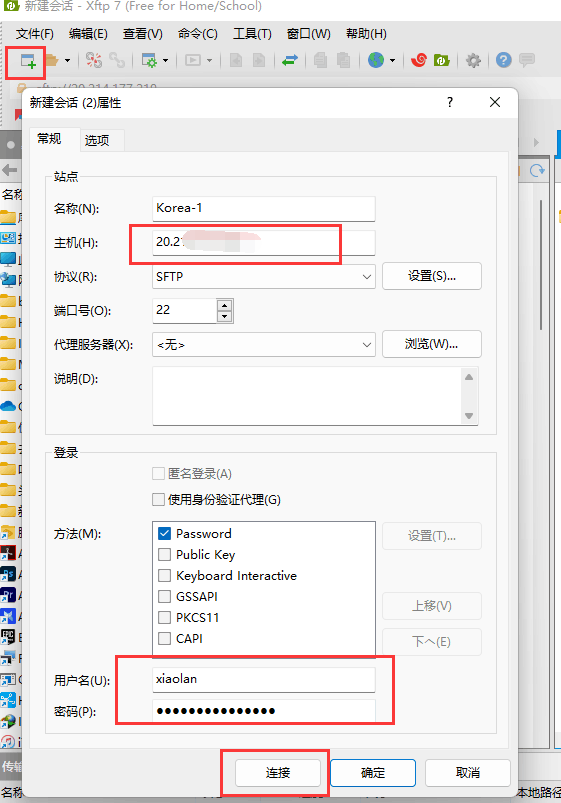 新建会话 - Xftp 7 (Free for Home/School)
文件(F) 编辑(E) 查看(V) 命令(C) 工具(T) 窗口(W) 帮助(H)
新建会话 (2)属性 ?
常规 选项
站点
名称(N): Korea-1
主机(H): 20.2
协议(R): SFTP 设置(S)...
端口号(O): 22
代理服务器(X): <无> 浏览(W)...
说明(D):
登录
匿名登录(A)
使用身份验证代理(G)
方法(M): Password 设置(T)...
Public Key
Keyboard Interactive
GSSAPI 上移(V)
PKCS11
CAPI 下へ(E)
用户名(U): xiaolan
密码(P): ●●●●●●●●●●●●●●●
连接 确定 取消
本地路径